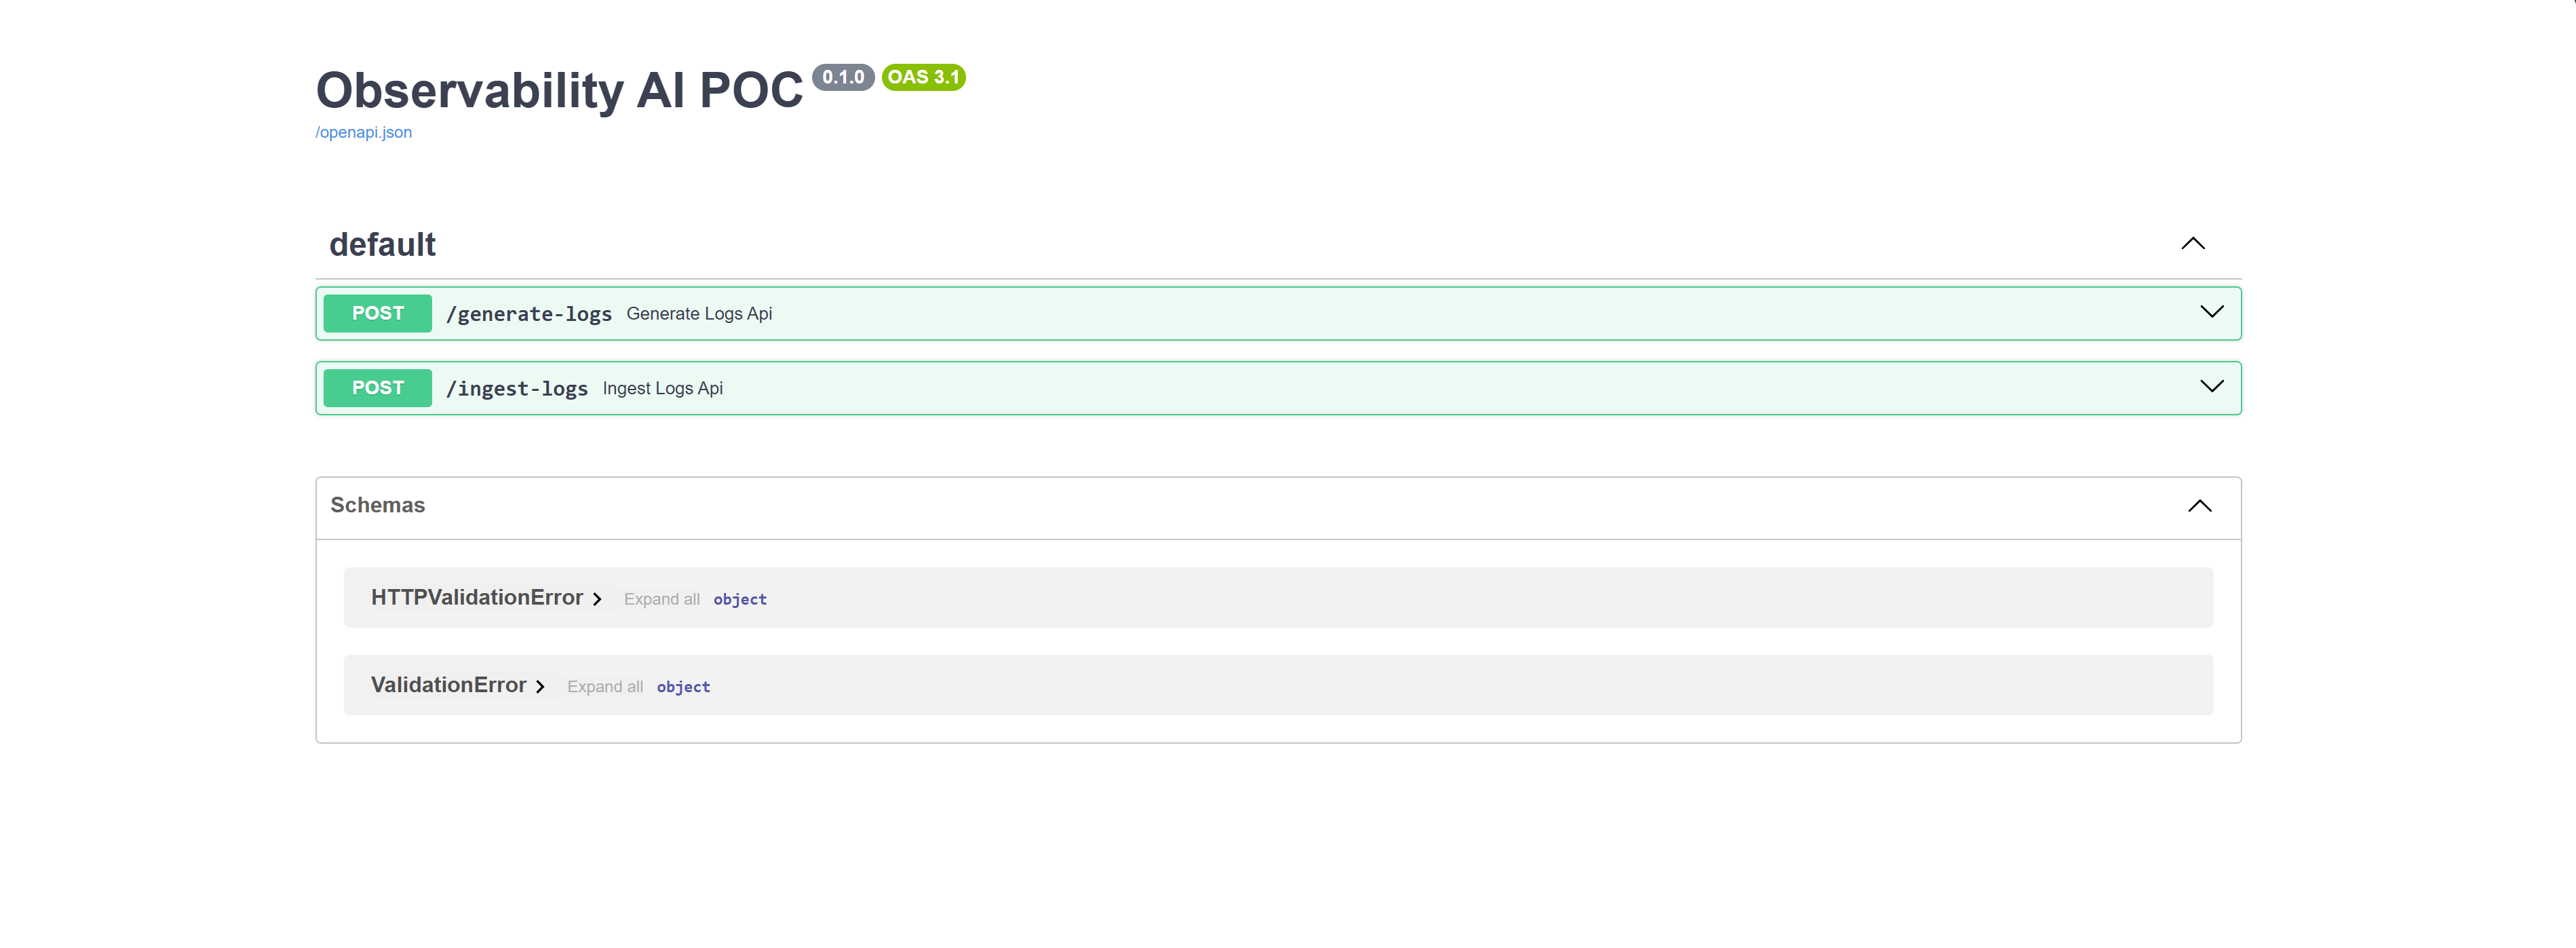 Observability AI POC 0.1.0 OAS 3.1
/openapi.json
default
POST /generate-logs Generate Logs Api
POST /ingest-logs Ingest Logs Api
Schemas
HTTPValidationError Expand all object
ValidationError Expand all object